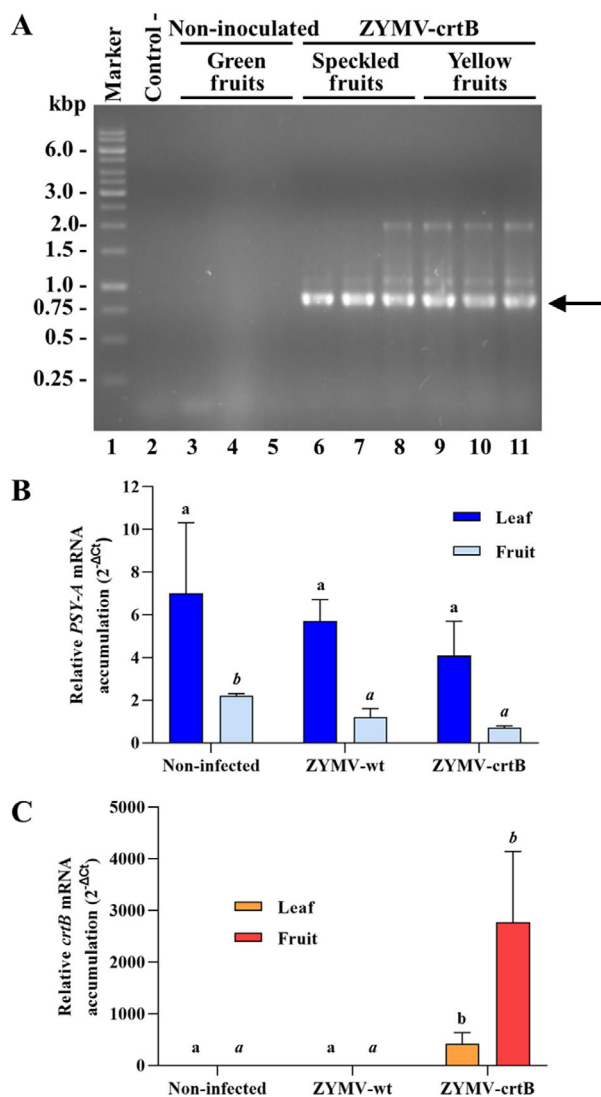 A
Marker
Control -
Non-inoculated
ZYMV-crtB
Green
fruits
Speckled
fruits
Yellow
fruits
kbp
6.0 -
3.0 -
2.0 -
1.5 -
1.0 -
0.75 -
0.5 -
0.25 -
1 2 3 4 5 6 7 8 9 10 11
B
Relative PSY-A mRNA
accumulation (2^-ΔCt)
12
10
8
6
4
2
0
a
b
a
a
a
a
Leaf
Fruit
Non-infected ZYMV-wt ZYMV-crtB
C
Relative crtB mRNA
accumulation (2^-ΔCt)
5000
4000
3000
2000
1000
0
Leaf
Fruit
a a a a b b
Non-infected ZYMV-wt ZYMV-crtB